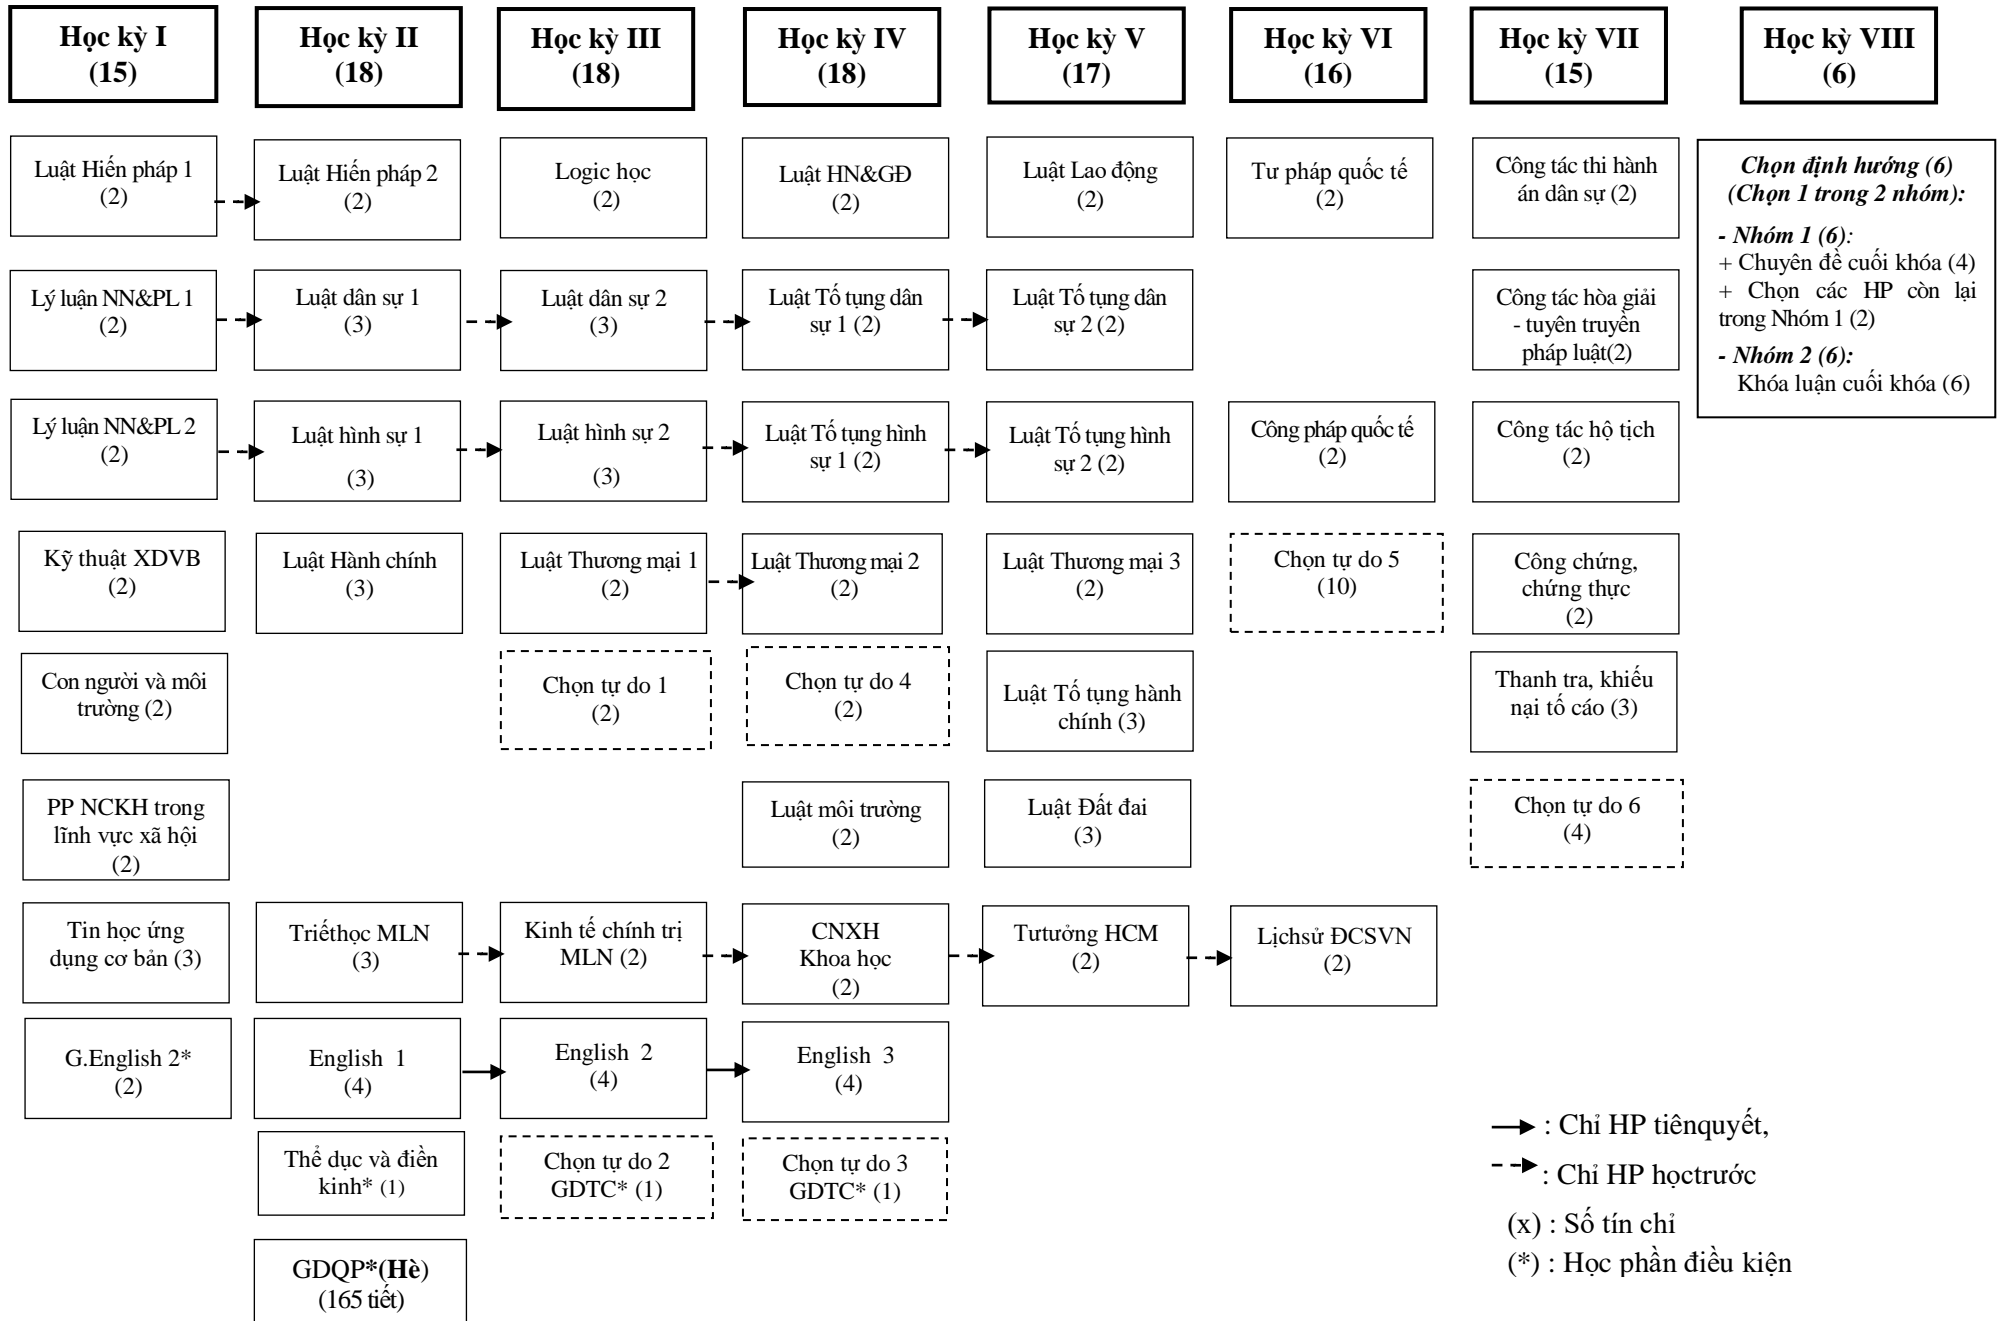 Học kỳ I
(15)
Học kỳ II
(18)
Học kỳ III
(18)
Học kỳ IV
(18)
Học kỳ V
(17)
Học kỳ VI
(16)
Học kỳ VII
(15)
Học kỳ VIII
(6)
Luật Hiến pháp 1
(2)
Luật Hiến pháp 2
(2)
Logic học
(2)
Luật HN&GĐ
(2)
Luật Lao động
(2)
Tư pháp quốc tế
(2)
Công tác thi hành
án dân sự (2)
Chọn định hướng (6)
(Chọn 1 trong 2 nhóm):
- Nhóm 1 (6):
+ Chuyên đề cuối khóa (4)
+ Chọn các HP còn lại
trong Nhóm 1 (2)
- Nhóm 2 (6):
Khóa luận cuối khóa (6)
Lý luận NN&PL 1
(2)
Luật dân sự 1
(3)
Luật dân sự 2
(3)
Luật Tố tụng dân
sự 1 (2)
Luật Tố tụng dân
sự 2 (2)
Công tác hòa giải
- tuyên truyền
pháp luật(2)
Lý luận NN&PL 2
(2)
Luật hình sự 1
(3)
Luật hình sự 2
(3)
Luật Tố tụng hình
sự 1 (2)
Luật Tố tụng hình
sự 2 (2)
Công pháp quốc tế
(2)
Công tác hộ tịch
(2)
Kỹ thuật XDVB
(2)
Luật Hành chính
(3)
Luật Thương mại 1
(2)
Luật Thương mại 2
(2)
Luật Thương mại 3
(2)
Chọn tự do 5
(10)
Công chứng,
chứng thực
(2)
Con người và môi
trường (2)
Chọn tự do 1
(2)
Chọn tự do 4
(2)
Luật Tố tụng hành
chính (3)
Thanh tra, khiếu
nại tố cáo (3)
PP NCKH trong
lĩnh vực xã hội
(2)
Luật môi trường
(2)
Luật Đất đai
(3)
Chọn tự do 6
(4)
Tin học ứng
dụng cơ bản (3)
Triếthọc MLN
(3)
Kinh tế chính trị
MLN (2)
CNXH
Khoa học
(2)
Tưtưởng HCM
(2)
Lịchsử ĐCSVN
(2)
G.English 2*
(2)
English 1
(4)
English 2
(4)
English 3
(4)
Thể dục và điền
kinh* (1)
Chọn tự do 2
GDTC* (1)
Chọn tự do 3
GDTC* (1)
GDQP*(Hè)
(165 tiết)
: Chỉ HP tiênquyết,
: Chỉ HP họctrước
(x) : Số tín chỉ
(*) : Học phần điều kiện